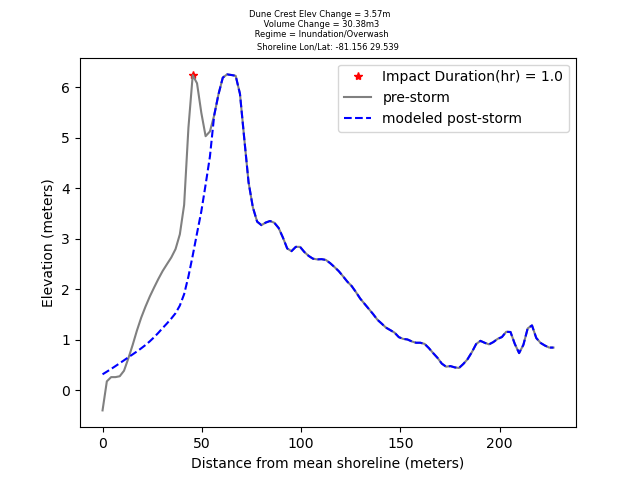 Dune Crest Elev Change = 3.57m
Volume Change = 30.38m3
Regime = Inundation/Overwash
Shoreline Lon/Lat: -81.156 29.539
Impact Duration(hr) = 1.0
pre-storm
modeled post-storm
6
5
4
3
2
1
0
Elevation (meters)
0 50 100 150 200
Distance from mean shoreline (meters)